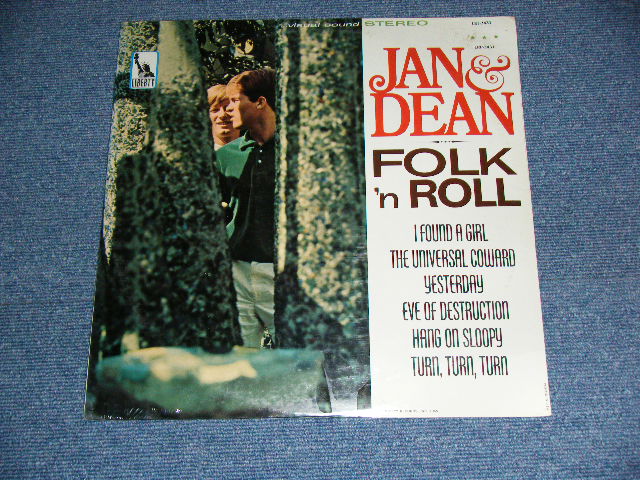 visual sound STEREO
LIBERTY
JAN &
DEAN
FOLK
'n ROLL
I FOUND A GIRL
THE UNIVERSAL COWARD
YESTERDAY
EVE OF DESTRUCTION
HANG ON SLOOPY
TURN, TURN, TURN